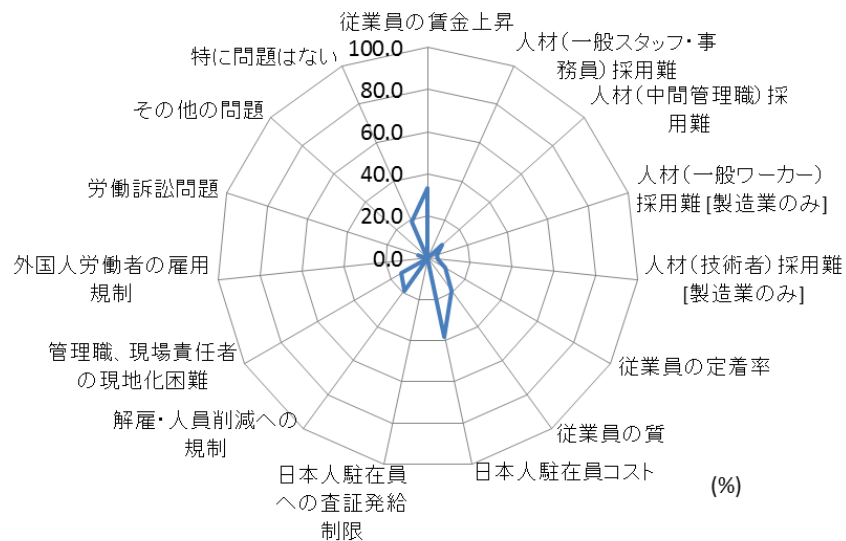 従業員の賃金上昇
人材(一般スタッフ・事
務員)採用難
人材(中間管理職)採
用難
人材(一般ワーカー)
採用難[製造業のみ]
人材(技術者)採用難
[製造業のみ]
従業員の定着率
従業員の質
日本人駐在員コスト
日本人駐在員
への査証発給
制限
解雇・人員削減への
規制
管理職、現場責任者
の現地化困難
外国人労働者の雇用
規制
労働訴訟問題
その他の問題
特に問題はない
100.0
80.0
60.0
40.0
20.0
0.0
(%)